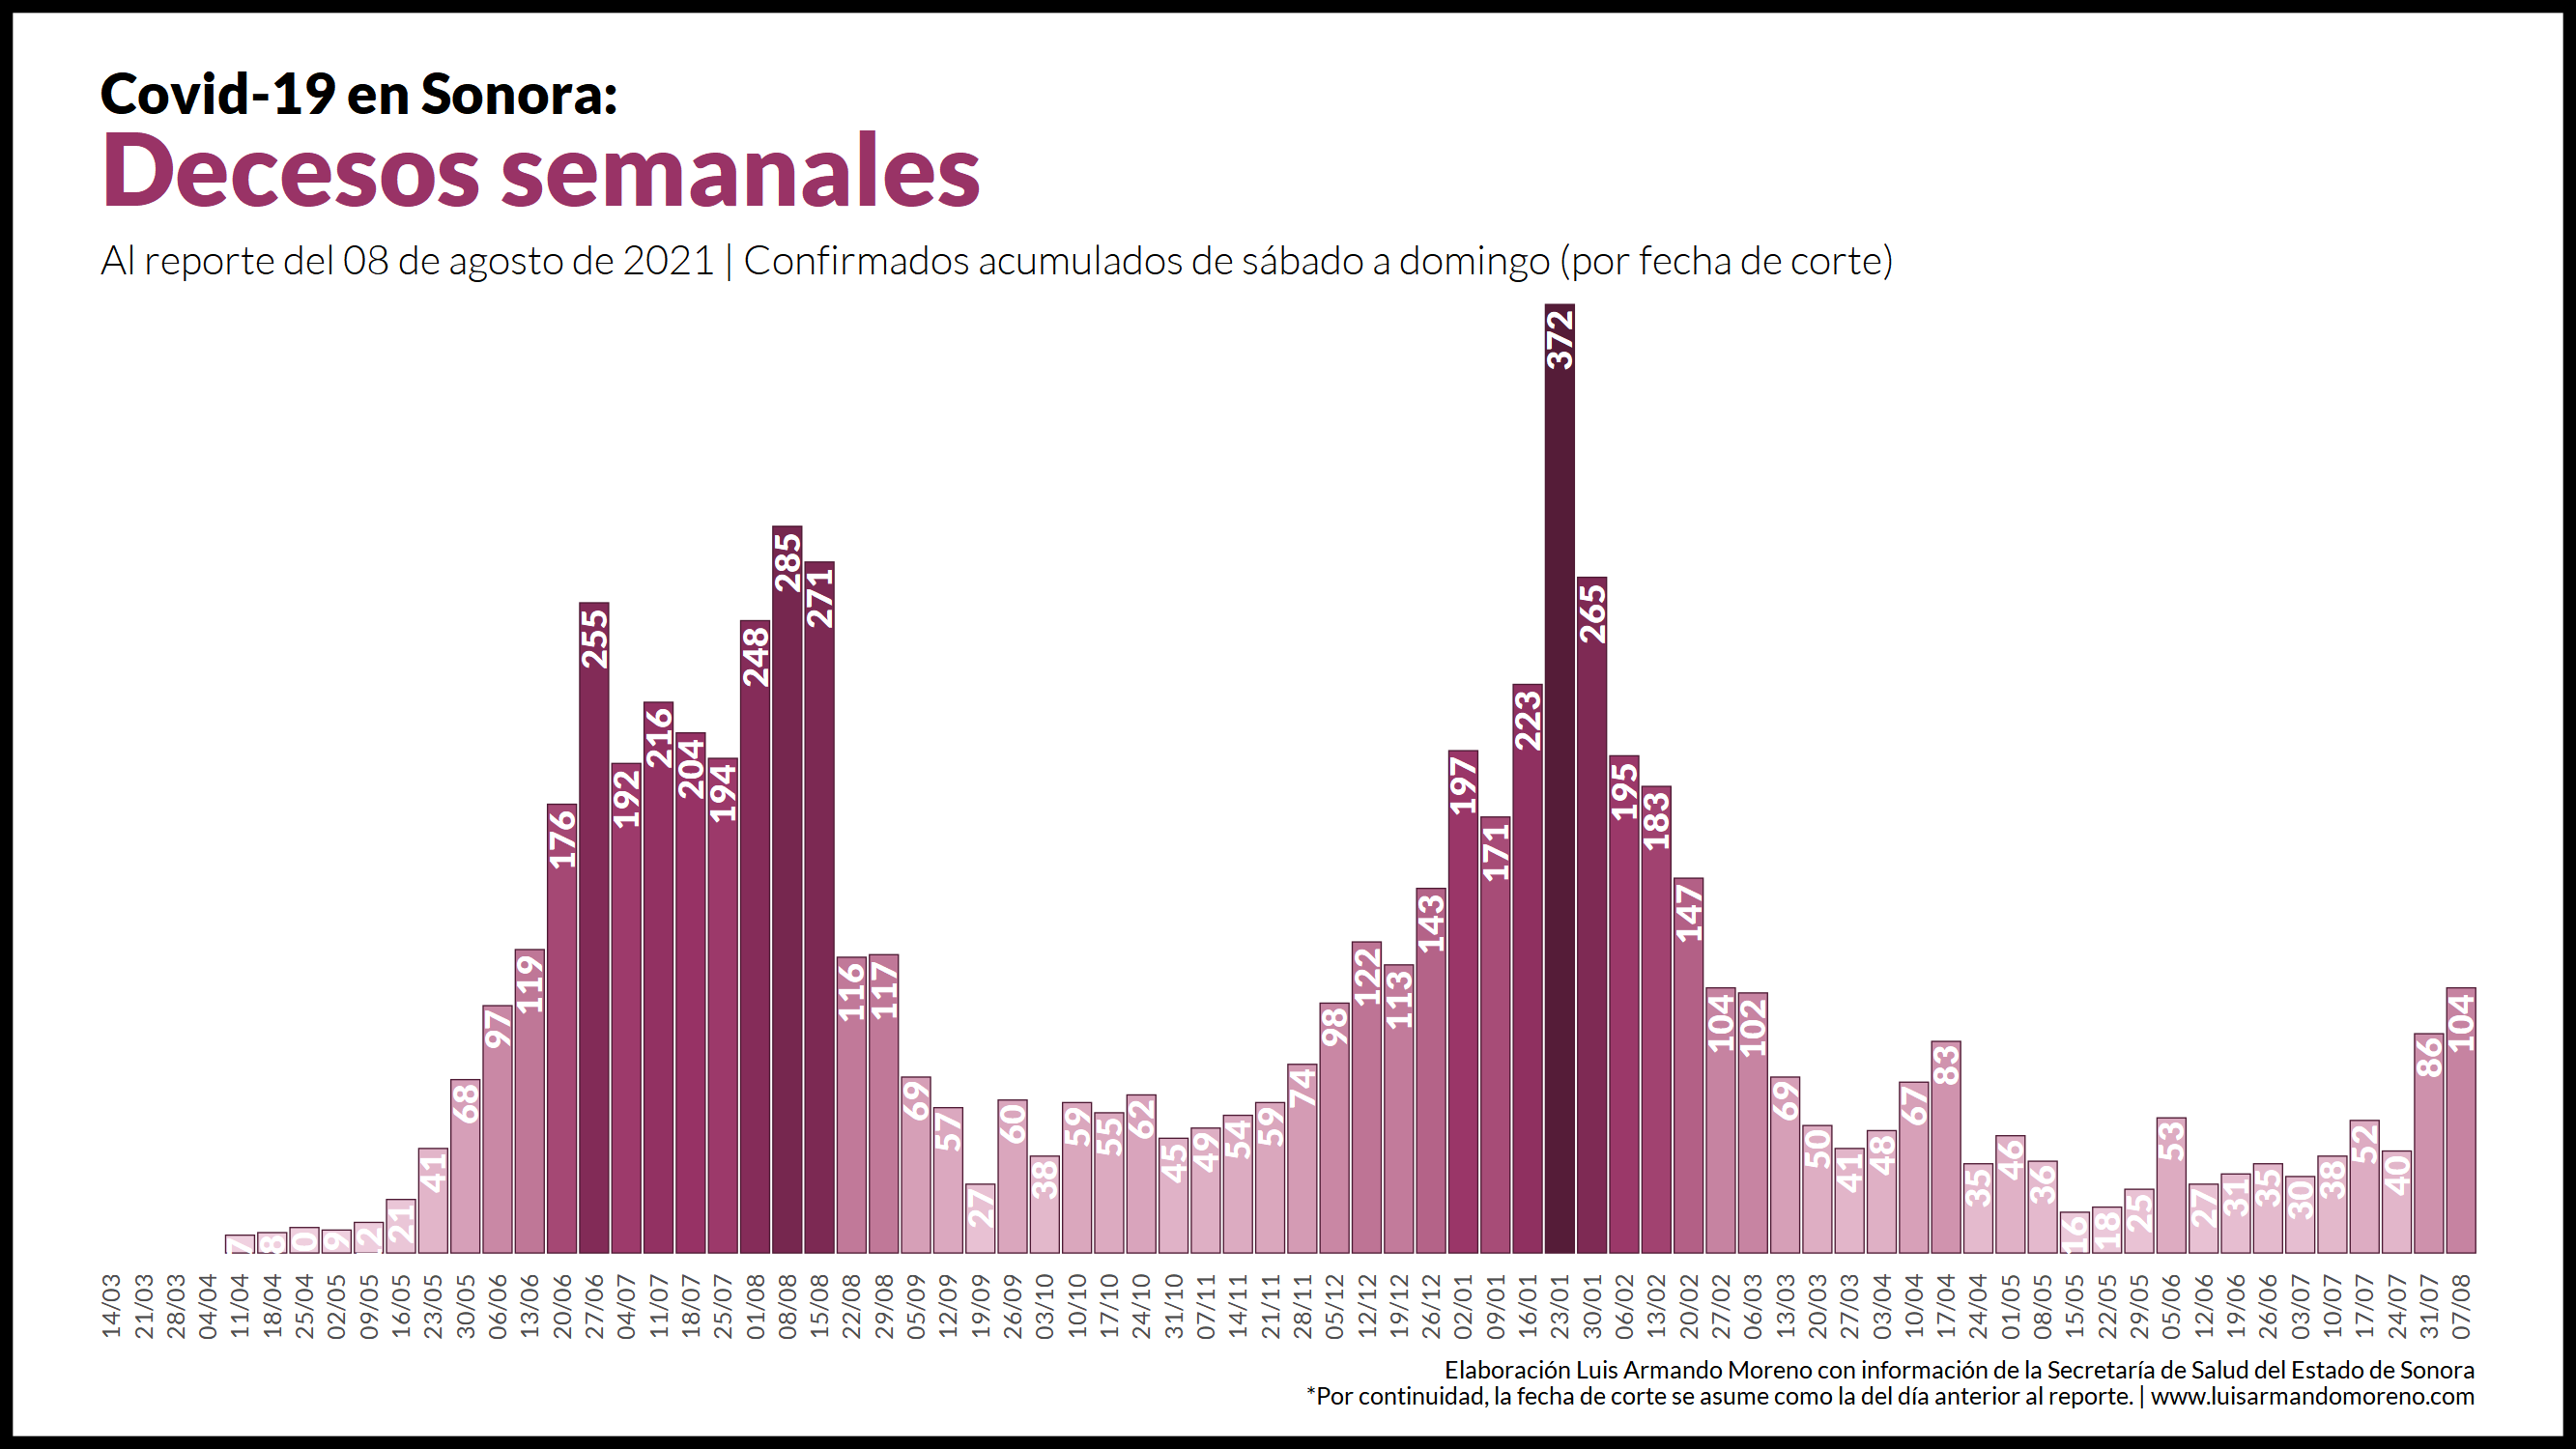 Covid-19 en Sonora:
Decesos semanales
Al reporte del 08 de agosto de 2021 | Confirmados acumulados de sábado a domingo (por fecha de corte)
7 8 0 9 2 21 41 68 97 119 176 255 192 216 204 194 248 285 271 116 117 69 57 27 60 38 59 55 62 45 49 54 59 74 98 122 113 143 197 171 223 372 265 195 183 147 104 102 69 50 41 48 67 83 35 46 36 16 18 25 53 27 31 35 30 38 52 40 86 104
14/03 21/03 28/03 04/04 11/04 18/04 25/04 02/05 09/05 16/05 23/05 30/05 06/06 13/06 20/06 27/06 04/07 11/07 18/07 25/07 01/08 08/08 15/08 22/08 29/08 05/09 12/09 19/09 26/09 03/10 10/10 17/10 24/10 31/10 07/11 14/11 21/11 28/11 05/12 12/12 19/12 26/12 02/01 09/01 16/01 23/01 30/01 06/02 13/02 20/02 27/02 06/03 13/03 20/03 27/03 03/04 10/04 17/04 24/04 01/05 08/05 15/05 22/05 29/05 05/06 12/06 19/06 26/06 03/07 10/07 17/07 24/07 31/07 07/08
Elaboración Luis Armando Moreno con información de la Secretaría de Salud del Estado de Sonora
*Por continuidad, la fecha de corte se asume como la del día anterior al reporte. | www.luisarmandomoreno.com